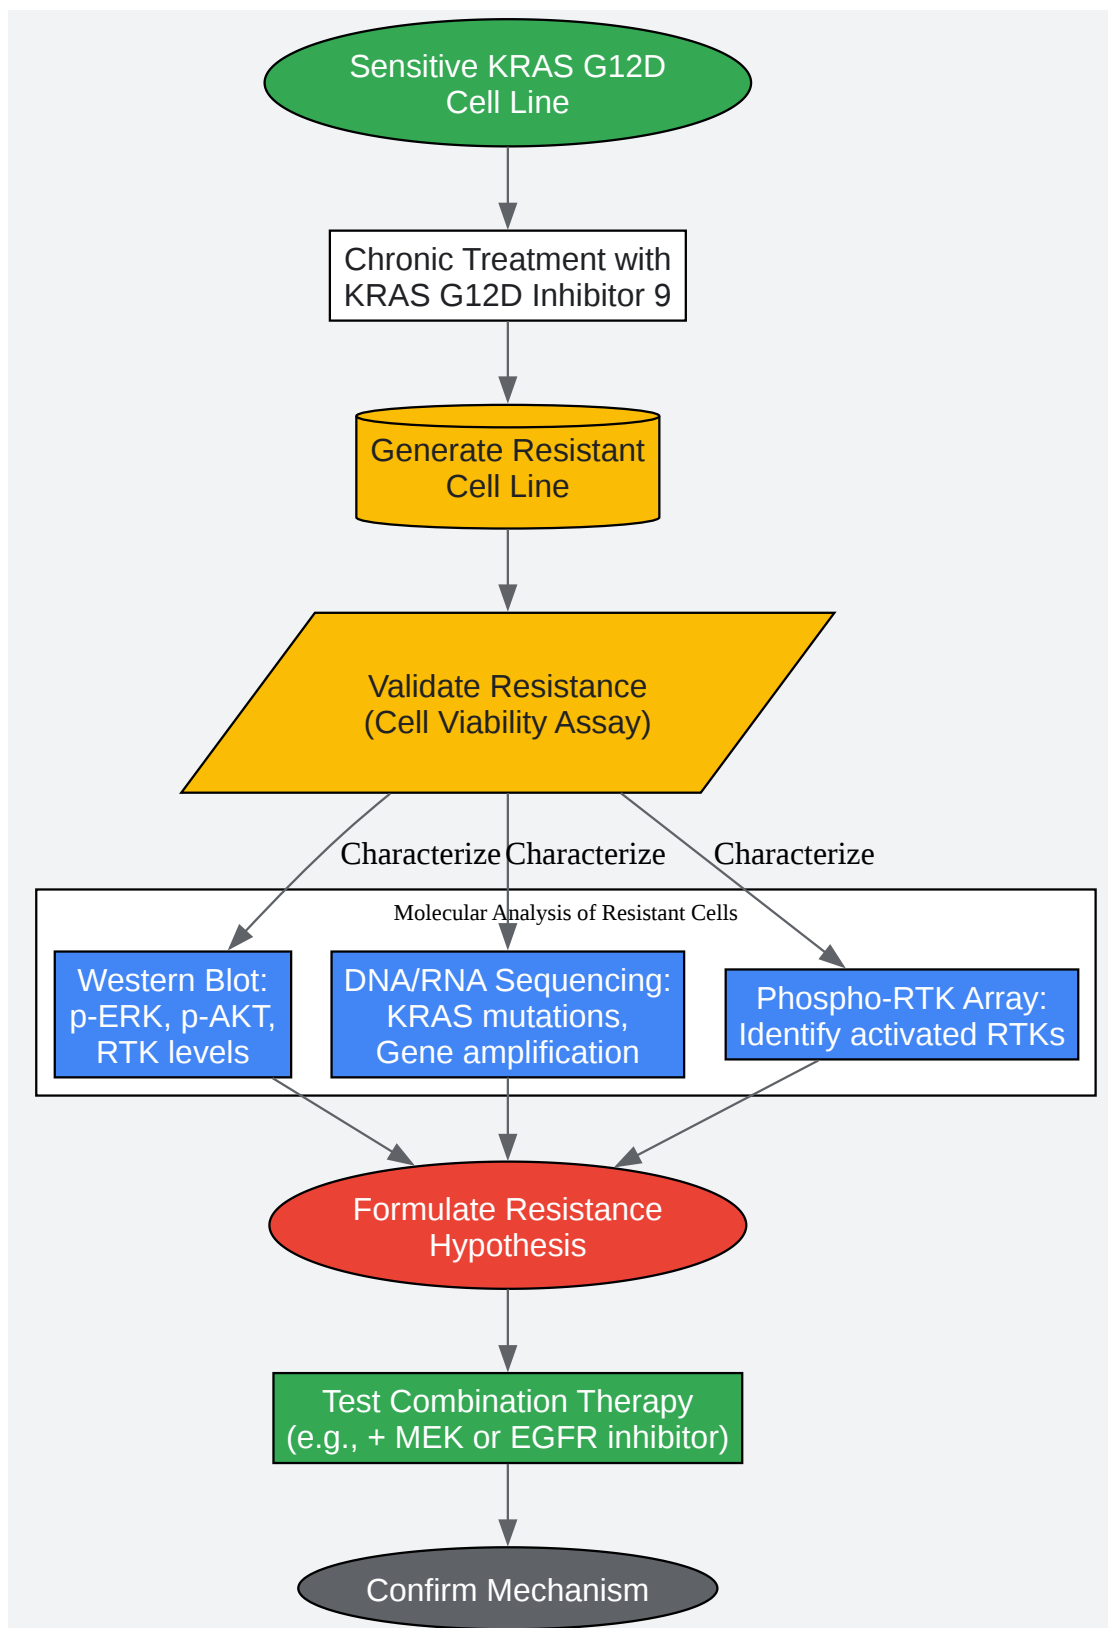 Sensitive KRAS G12D
Cell Line
Chronic Treatment with
KRAS G12D Inhibitor 9
Generate Resistant
Cell Line
Validate Resistance
(Cell Viability Assay)
Characterize
Characterize
Characterize
Molecular Analysis of Resistant Cells
Western Blot:
p-ERK, p-AKT,
RTK levels
DNA/RNA Sequencing:
KRAS mutations,
Gene amplification
Phospho-RTK Array:
Identify activated RTKs
Formulate Resistance
Hypothesis
Test Combination Therapy
(e.g., + MEK or EGFR inhibitor)
Confirm Mechanism